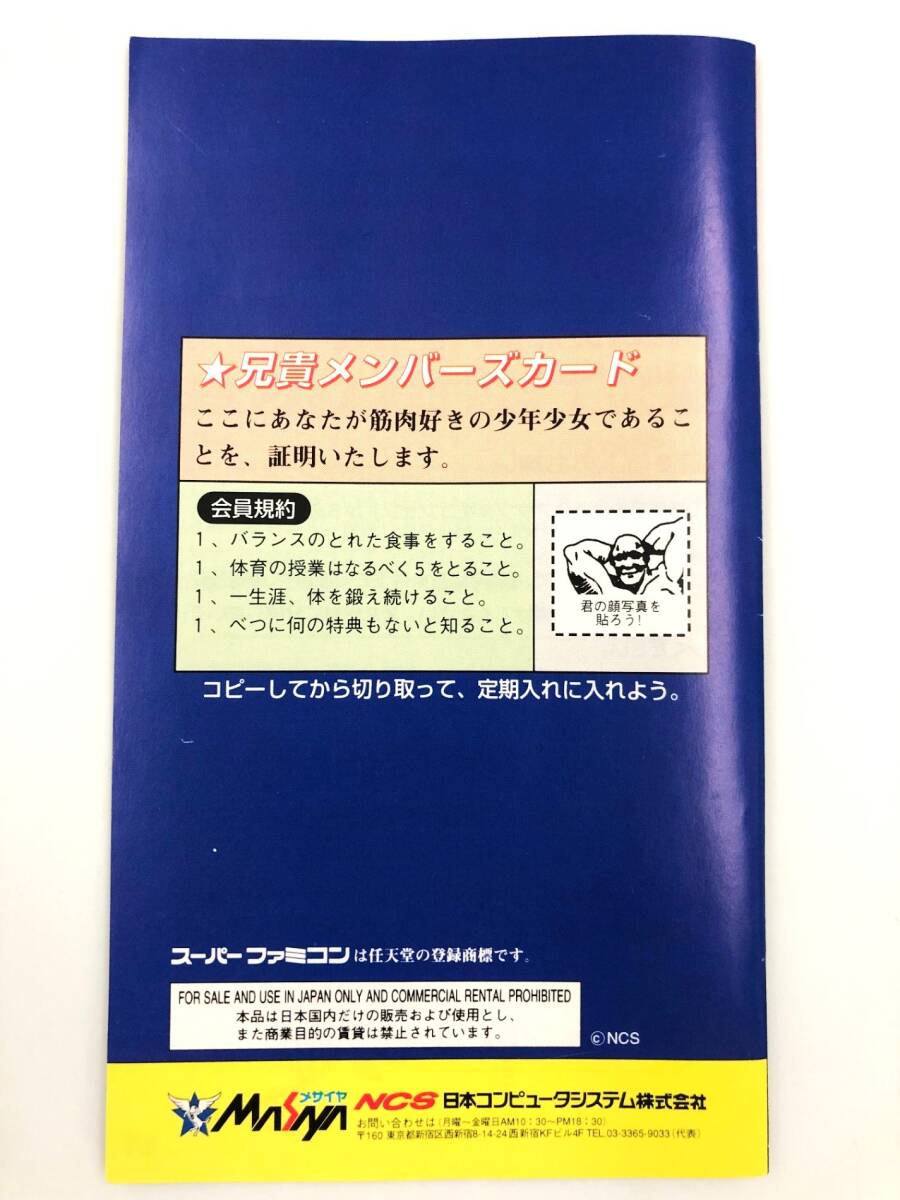 ★兄貴メンバーズカード
ここにあなたが筋肉好きの少年少女であるこ
とを、証明いたします。
会員規約
1、バランスのとれた食事をすること。
1、体育の授業はなるべく5をとること。
1、一生涯、体を鍛え続けること。
1、べつに何の特典もないと知ること。
君の顔写真を
貼ろう!
コピーしてから切り取って、定期入れに入れよう。
スーパーファミコンは任天堂の登録商標です。
FOR SALE AND USE IN JAPAN ONLY AND COMMERCIAL RENTAL PROHIBITED
本品は日本国内だけの販売および使用とし、
また商業目的の賃貸は禁止されています。
©NCS
メサイヤ
MASAYA NCS 日本コンピュータシステム株式会社
お問い合わせは(月曜〜金曜日AM10:30〜PM18:30)
〒160 東京都新宿区西新宿8-14-24西新宿KFビル4F TEL.03-3365-9033(代表)